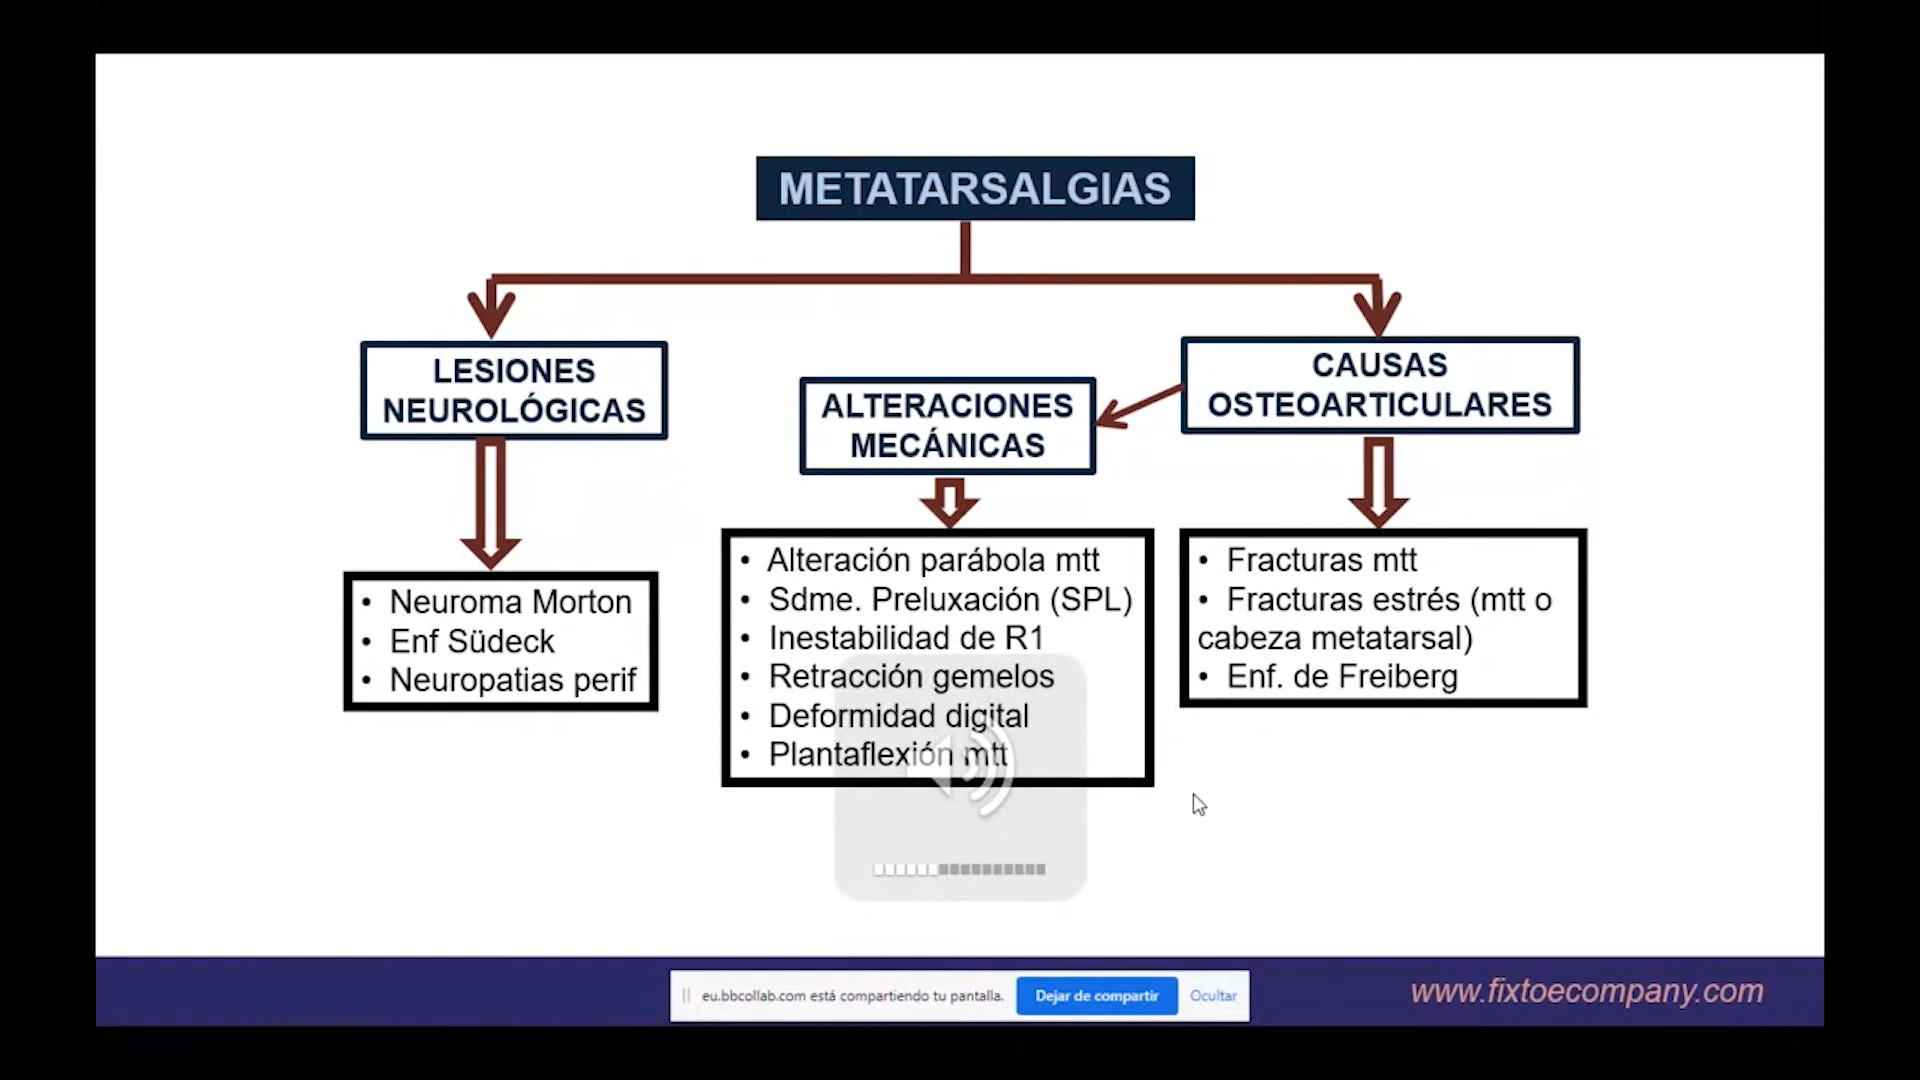 METATARSALGIAS
LESIONES
NEUROLÓGICAS
• Neuroma Morton
• Enf Südeck
• Neuropatias perif
ALTERACIONES
MECÁNICAS
• Alteración parábola mtt
• Sdme. Preluxación (SPL)
• Inestabilidad de R1
• Retracción gemelos
• Deformidad digital
• Plantaflexión mtt
CAUSAS
OSTEOARTICULARES
• Fracturas mtt
• Fracturas estrés (mtt o
cabeza metatarsal)
• Enf. de Freiberg
eu.bbcollab.com está compartiendo tu pantalla. Dejar de compartir Ocultar
www.fixtoecompany.com